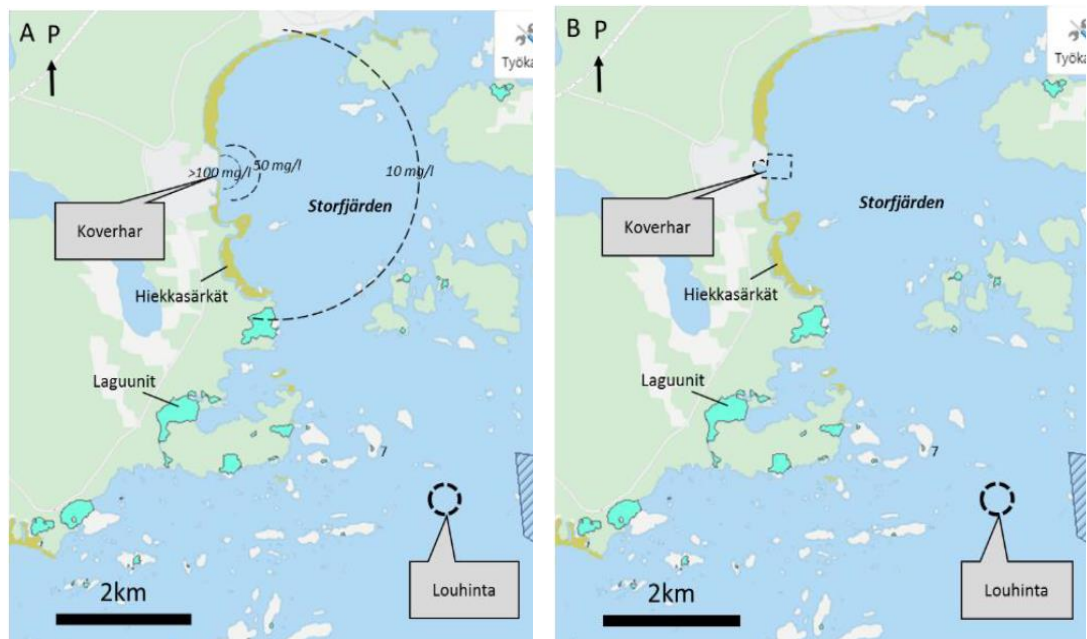 A P
Työka
>100 mg/l
50 mg/l
10 mg/l
Storfjärden
Koverhar
Hiekkasärkät
Laguunit
7
2km
Louhinta
B P
Työka
Storfjärden
Koverhar
Hiekkasärkät
Laguunit
7
2km
Louhinta